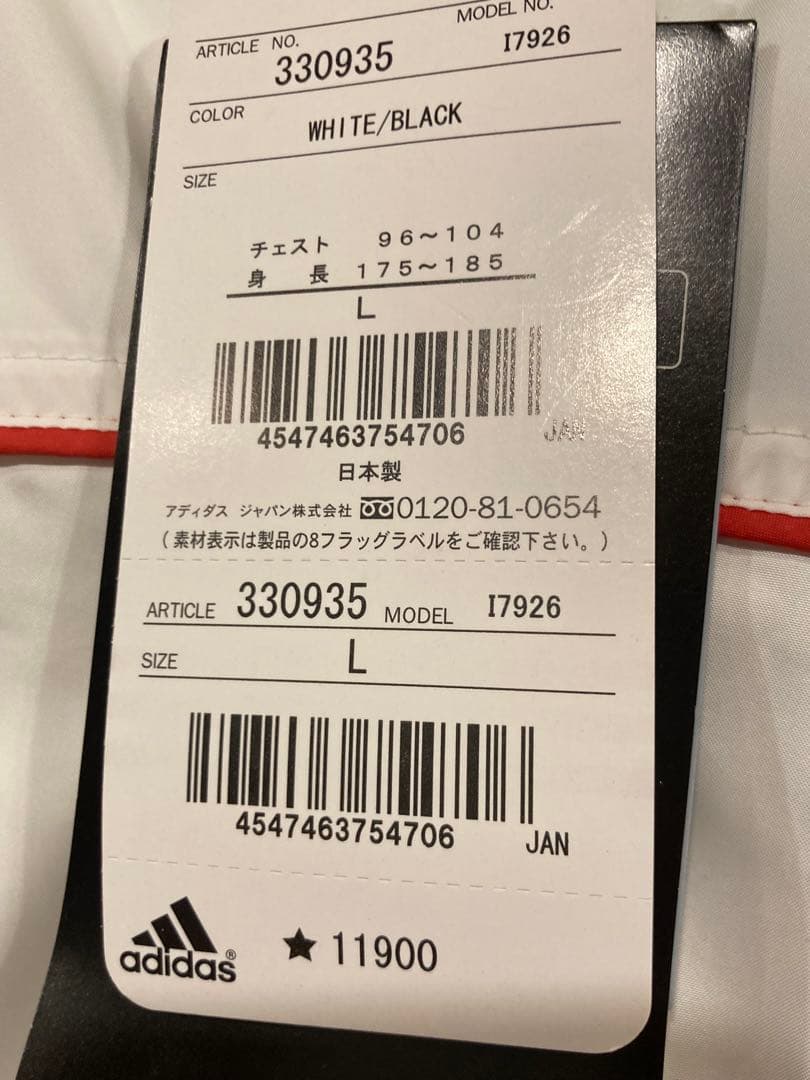 ARTICLE NO.
MODEL NO.
330935
I7926
COLOR
WHITE/BLACK
SIZE
チェスト 96～104
身長 175～185
L
4547463754706 JAN
日本製
アディダス ジャパン株式会社 0120-81-0654
(素材表示は製品の8フラッグラベルをご確認下さい。)
ARTICLE 330935 MODEL I7926
SIZE L
4547463754706 JAN
adidas® ★11900